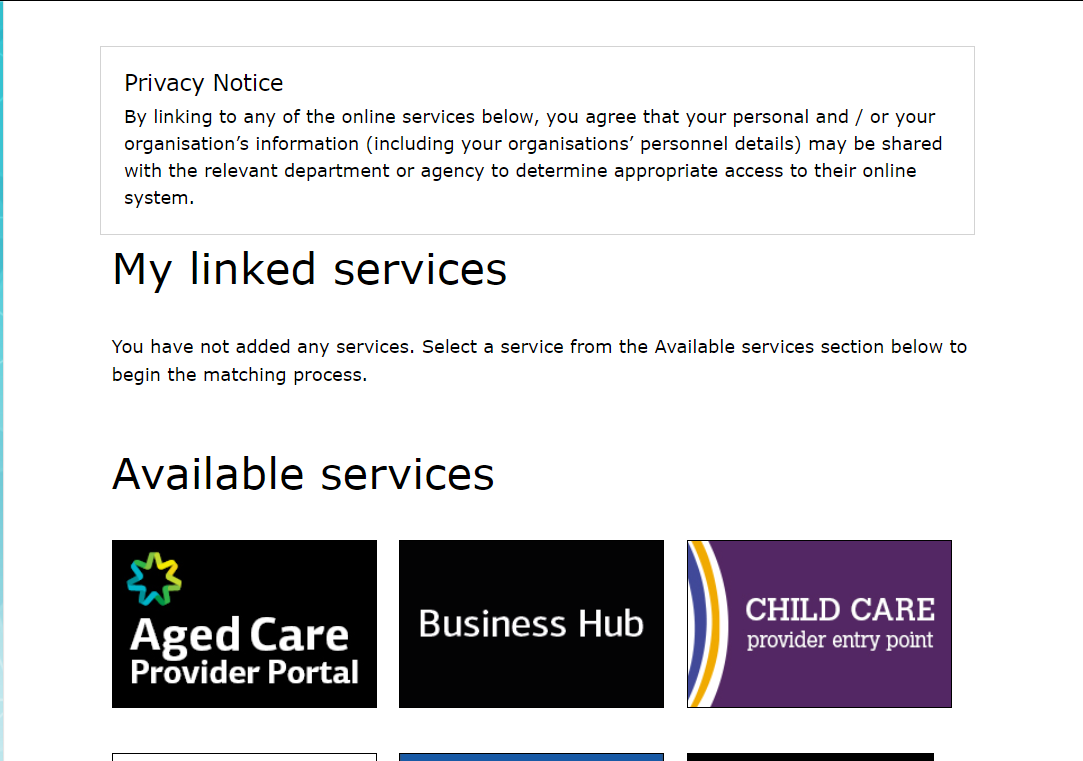 Privacy Notice
By linking to any of the online services below, you agree that your personal and / or your
organisation’s information (including your organisations’ personnel details) may be shared
with the relevant department or agency to determine appropriate access to their online
system.
My linked services
You have not added any services. Select a service from the Available services section below to
begin the matching process.
Available services
Aged Care
Provider Portal
Business Hub
CHILD CARE
provider entry point